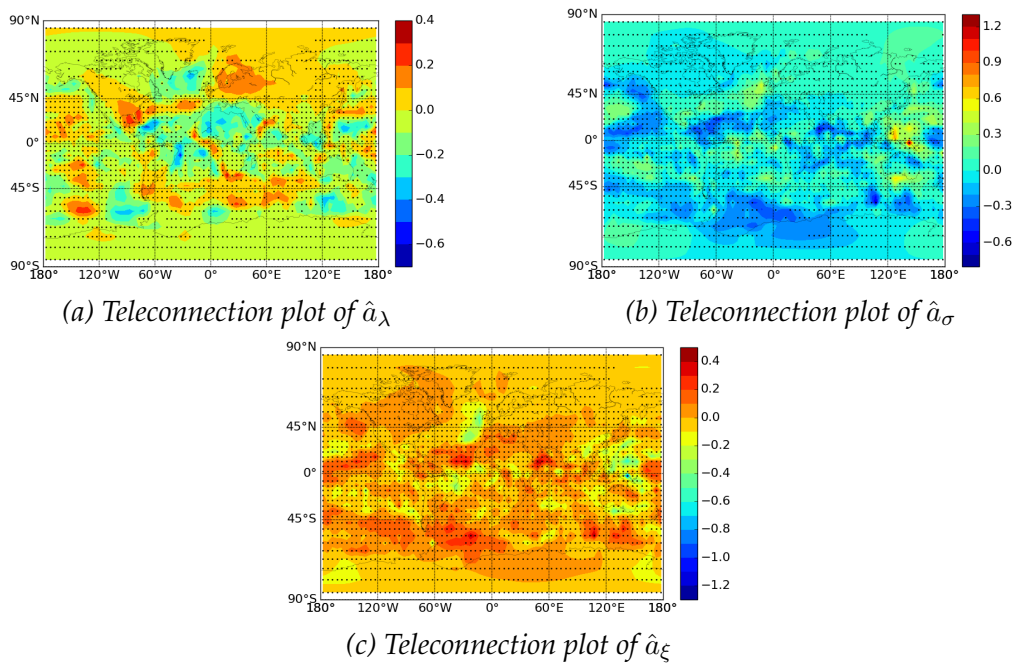 90°N
45°N
0°
45°S
90°S
180°
120°W
60°W
0°
60°E
120°E
180°
0.4
0.2
0.0
−0.2
−0.4
−0.6
(a) Teleconnection plot of âλ
90°N
45°N
0°
45°S
90°S
180°
120°W
60°W
0°
60°E
120°E
180°
1.2
0.9
0.6
0.3
0.0
−0.3
−0.6
(b) Teleconnection plot of âσ
90°N
45°N
0°
45°S
90°S
180°
120°W
60°W
0°
60°E
120°E
180°
0.4
0.2
0.0
−0.2
−0.4
−0.6
−0.8
−1.0
−1.2
(c) Teleconnection plot of âξ